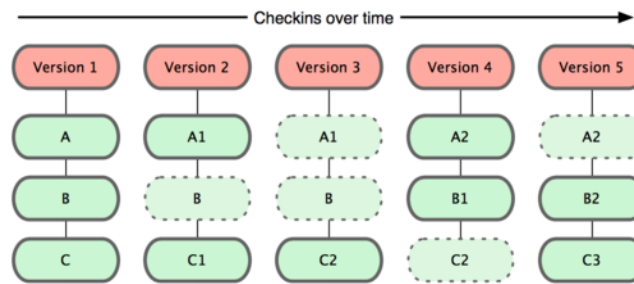 Checkins over time
Version 1 Version 2 Version 3 Version 4 Version 5
A A1 A1 A2 A2
B B B B1 B2
C C1 C2 C2 C3